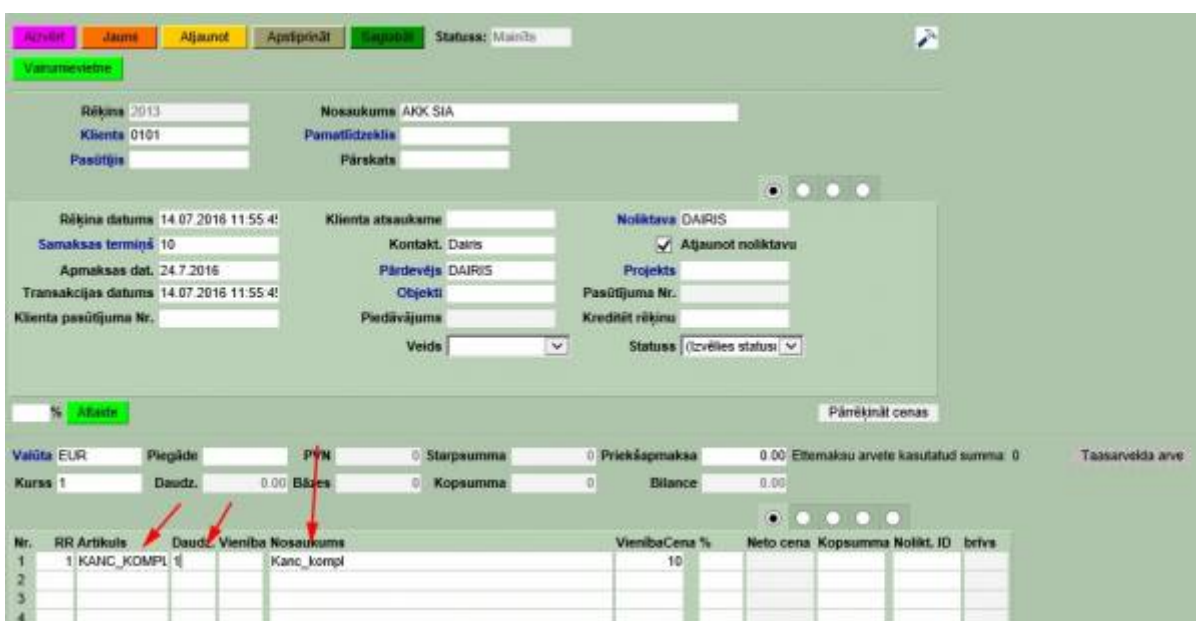 Aizvērt Jauns Atjaunot Apstiprināt Saglabāt Statuss: Mainīts
Vairumevietne
Rēķins 2013 Nosaukums AKK SIA
Klients 0101 Pamatlīdzeklis
Pasūtījis Pārskats
Rēķina datums 14.07.2016 11:55:4 Klienta atsauksme Noliktava DAIRIS
Samaksas termiņš 10 Kontakt. Dairis Atjaunot noliktavu
Apmaksas dat. 24.7.2016 Pārdevējs DAIRIS Projekts
Transakcijas datums 14.07.2016 11:55:4 Objekti Pasūtījuma Nr.
Klienta pasūtījuma Nr. Piedāvājums Kreditēt rēķinu
Veids Statuss (Izvēlies statusu
% Atlaide Pārrēķināt cenas
Valūta EUR Piegāde PVN 0 Starpsumma 0 Priekšapmaksa 0.00 Ettemaksu arvete kasutatud summa: 0 Taasarvelda arve
Kurss 1 Daudz. 0.00 Bāzes 0 Kopsumma 0 Bilance 0.00
Nr. RR Artikuls Daudz. Vienība Nosaukums VienībaCena % Neto cena Kopsumma Nolikt. ID brīvs
1 1 KANC_KOMPL 1 Kanc_kompl 10
2
3
4